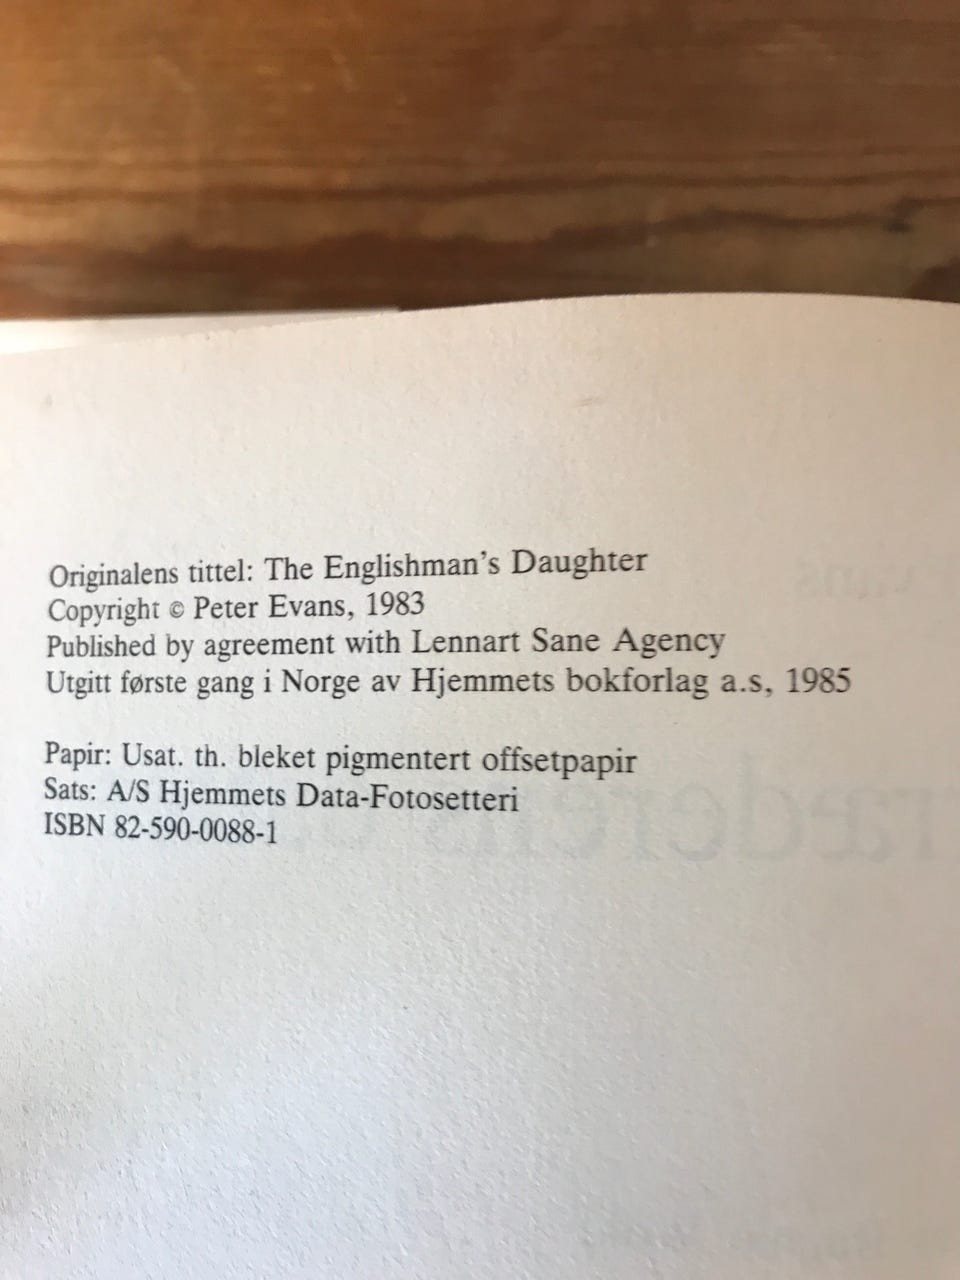 Originalens tittel: The Englishman's Daughter
Copyright © Peter Evans, 1983
Published by agreement with Lennart Sane Agency
Utgitt første gang i Norge av Hjemmets bokforlag a.s, 1985
Papir: Usat. th. bleket pigmentert offsetpapir
Sats: A/S Hjemmets Data-Fotosetteri
ISBN 82-590-0088-1